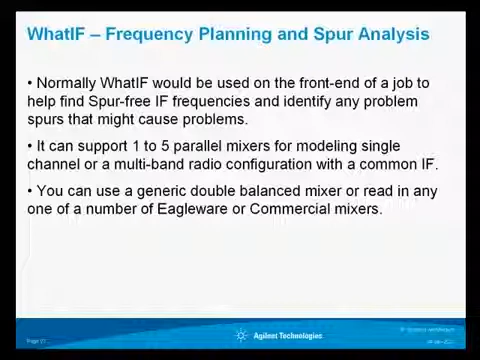 WhatIF – Frequency Planning and Spur Analysis
• Normally WhatIF would be used on the front-end of a job to
help find Spur-free IF frequencies and identify any problem
spurs that might cause problems.
• It can support 1 to 5 parallel mixers for modeling single
channel or a multi-band radio configuration with a common IF.
• You can use a generic double balanced mixer or read in any
one of a number of Eagleware or Commercial mixers.
Agilent Technologies